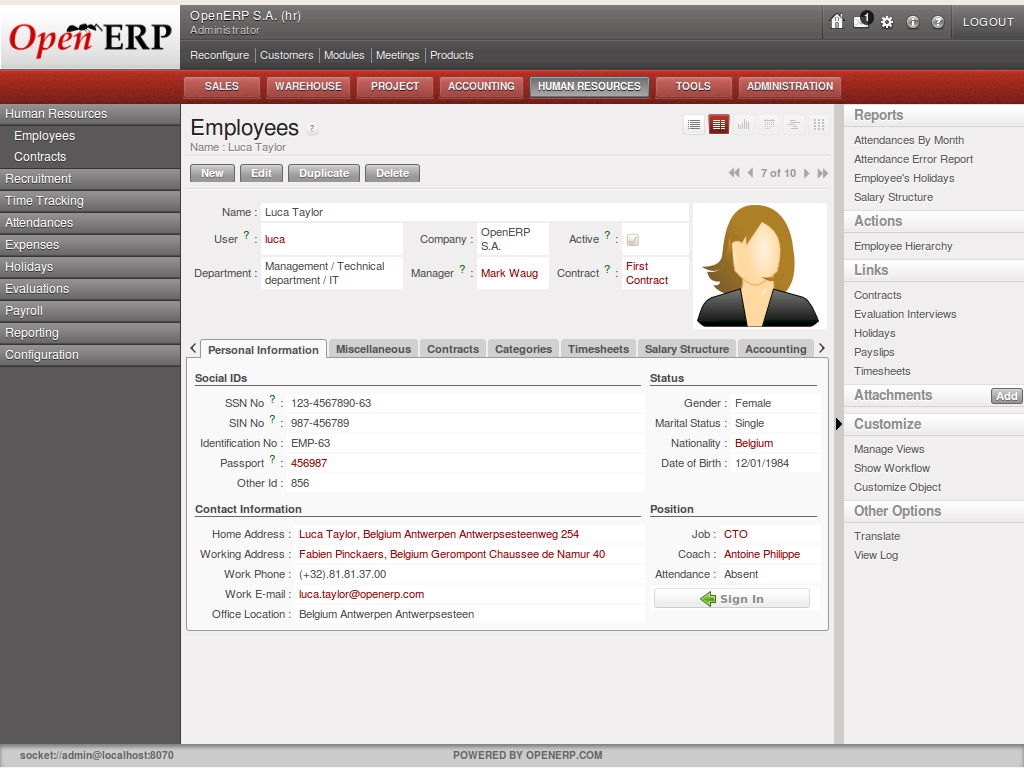 Open ERP
OpenERP S.A. (hr)
Administrator
1
LOGOUT
Reconfigure Customers Modules Meetings Products
SALES WAREHOUSE PROJECT ACCOUNTING HUMAN RESOURCES TOOLS ADMINISTRATION
Human Resources
Employees
Contracts
Recruitment
Time Tracking
Attendances
Expenses
Holidays
Evaluations
Payroll
Reporting
Configuration
Employees ?
Name : Luca Taylor
New Edit Duplicate Delete
7 of 10
Name : Luca Taylor
User ? : luca
Company : OpenERP
S.A.
Active ? :
Department : Management / Technical
department / IT
Manager ? : Mark Waug
Contract ? : First
Contract
Personal Information Miscellaneous Contracts Categories Timesheets Salary Structure Accounting
Social IDs
SSN No ? : 123-4567890-63
SIN No ? : 987-456789
Identification No : EMP-63
Passport ? : 456987
Other Id : 856
Status
Gender : Female
Marital Status : Single
Nationality : Belgium
Date of Birth : 12/01/1984
Contact Information
Home Address : Luca Taylor, Belgium Antwerpen Antwerpsesteenweg 254
Working Address : Fabien Pinckaers, Belgium Gerompont Chaussee de Namur 40
Work Phone : (+32).81.81.37.00
Work E-mail : luca.taylor@openerp.com
Office Location : Belgium Antwerpen Antwerpsesteen
Position
Job : CTO
Coach : Antoine Philippe
Attendance : Absent
Sign In
Reports
Attendances By Month
Attendance Error Report
Employee's Holidays
Salary Structure
Actions
Employee Hierarchy
Links
Contracts
Evaluation Interviews
Holidays
Payslips
Timesheets
Attachments Add
Customize
Manage Views
Show Workflow
Customize Object
Other Options
Translate
View Log
socket://admin@localhost:8070
POWERED BY OPENERP.COM